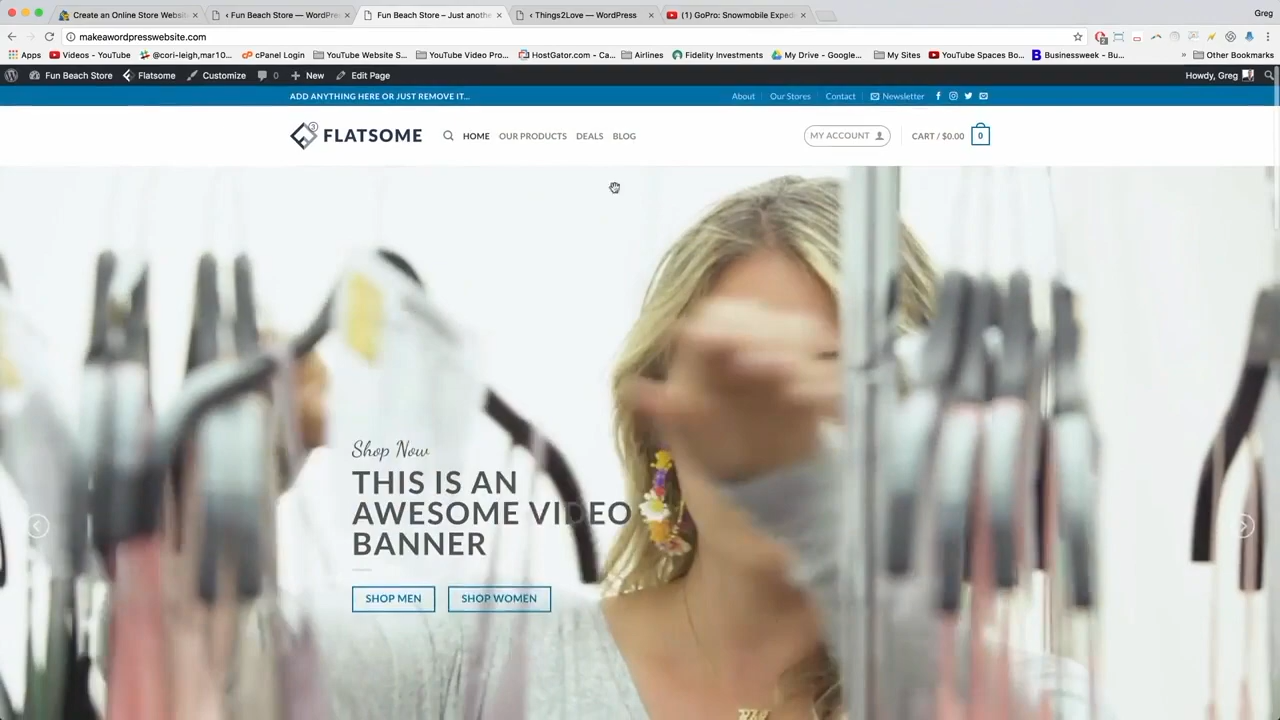 Create an Online Store Websit
‹ Fun Beach Store — WordPre
Fun Beach Store – Just anoth
‹ Things2Love — WordPress
(1) GoPro: Snowmobile Exped
Greg
makeawordpresswebsite.com
Apps
Videos - YouTube
@cori-leigh,mar10...
cPanel Login
YouTube Website S...
YouTube Video Pro...
HostGator.com - Ca...
Airlines
Fidelity Investments
My Drive - Google...
My Sites
YouTube Spaces Bo...
Businessweek - Bu...
» Other Bookmarks
Fun Beach Store
Flatsome
Customize
0
New
Edit Page
Howdy, Greg
ADD ANYTHING HERE OR JUST REMOVE IT...
About
Our Stores
Contact
Newsletter
3
FLATSOME
HOME
OUR PRODUCTS
DEALS
BLOG
MY ACCOUNT
CART / $0.00
0
Shop Now
THIS IS AN
AWESOME VIDEO
BANNER
SHOP MEN
SHOP WOMEN